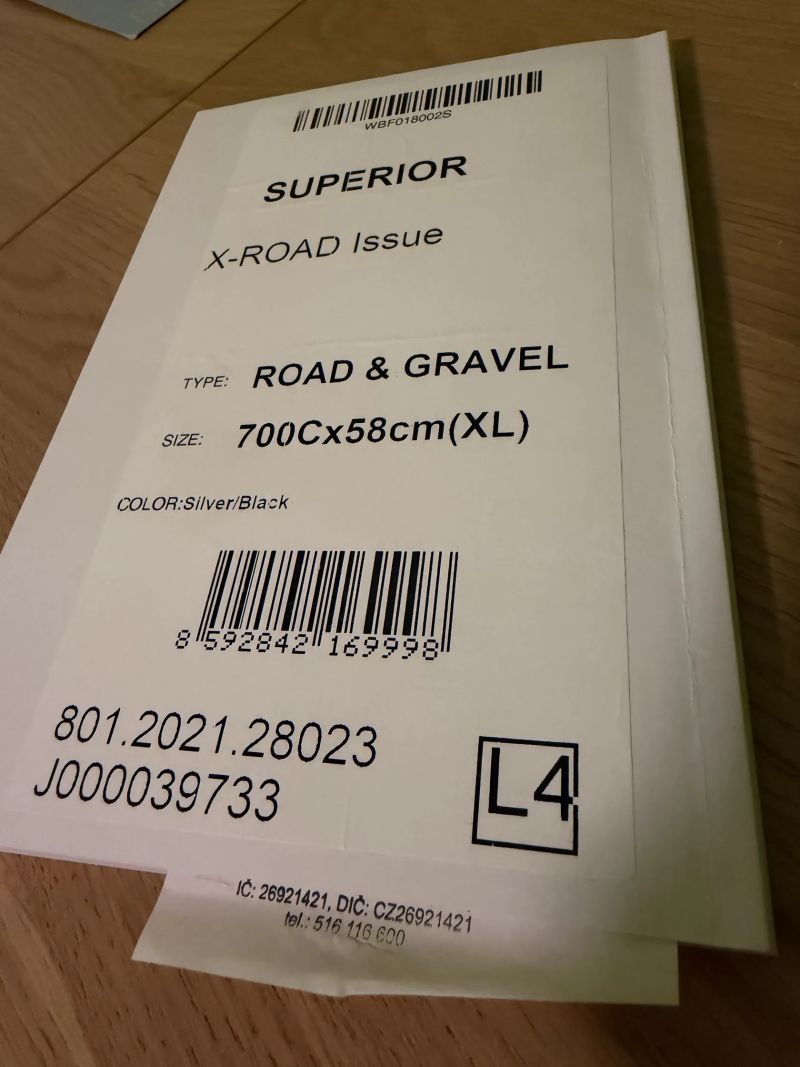 WBF018002S
SUPERIOR
X-ROAD Issue
TYPE: ROAD & GRAVEL
SIZE: 700Cx58cm(XL)
COLOR:Silver/Black
8 592842 169998
801.2021.28023
J000039733
L4
IČ: 26921421, DIČ: CZ26921421
tel.: 516 116 600